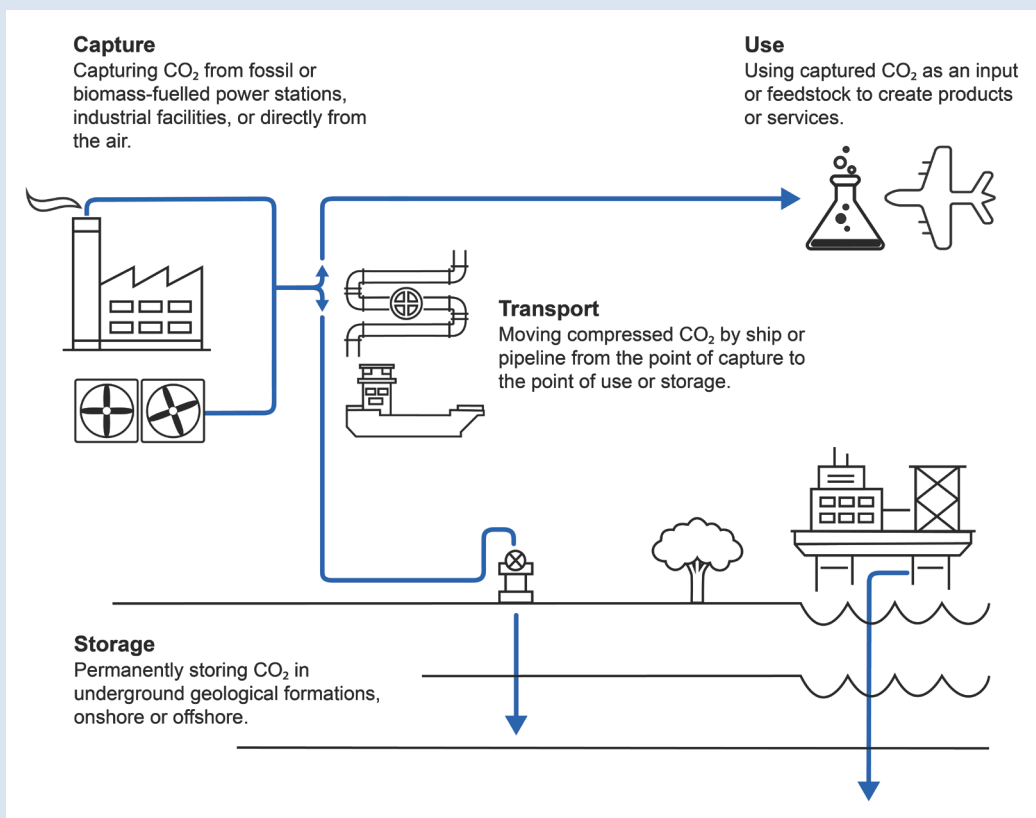 Capture
Capturing CO₂ from fossil or
biomass-fuelled power stations,
industrial facilities, or directly from
the air.
Use
Using captured CO₂ as an input
or feedstock to create products
or services.
Transport
Moving compressed CO₂ by ship or
pipeline from the point of capture to
the point of use or storage.
Storage
Permanently storing CO₂ in
underground geological formations,
onshore or offshore.